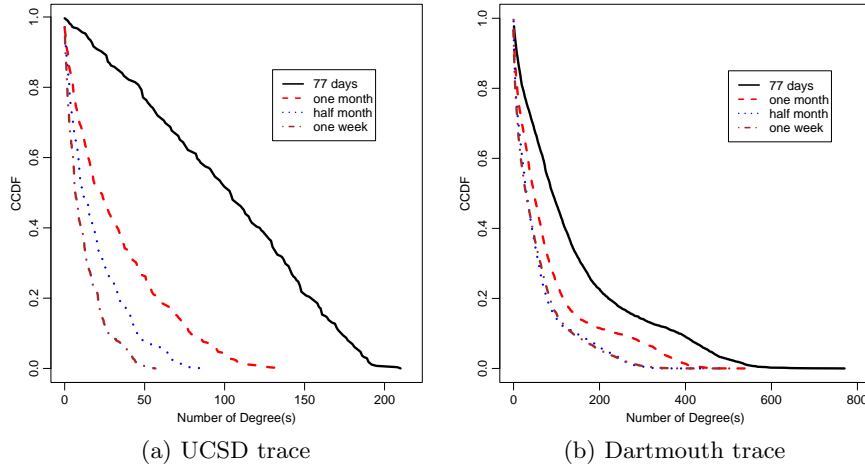 1.0
0.8
0.6
0.4
0.2
0.0
CCDF
77 days
one month
half month
one week
0 50 100 150 200
Number of Degree(s)
(a) UCSD trace
1.0
0.8
0.6
0.4
0.2
0.0
CCDF
77 days
one month
half month
one week
0 200 400 600 800
Number of Degree(s)
(b) Dartmouth trace